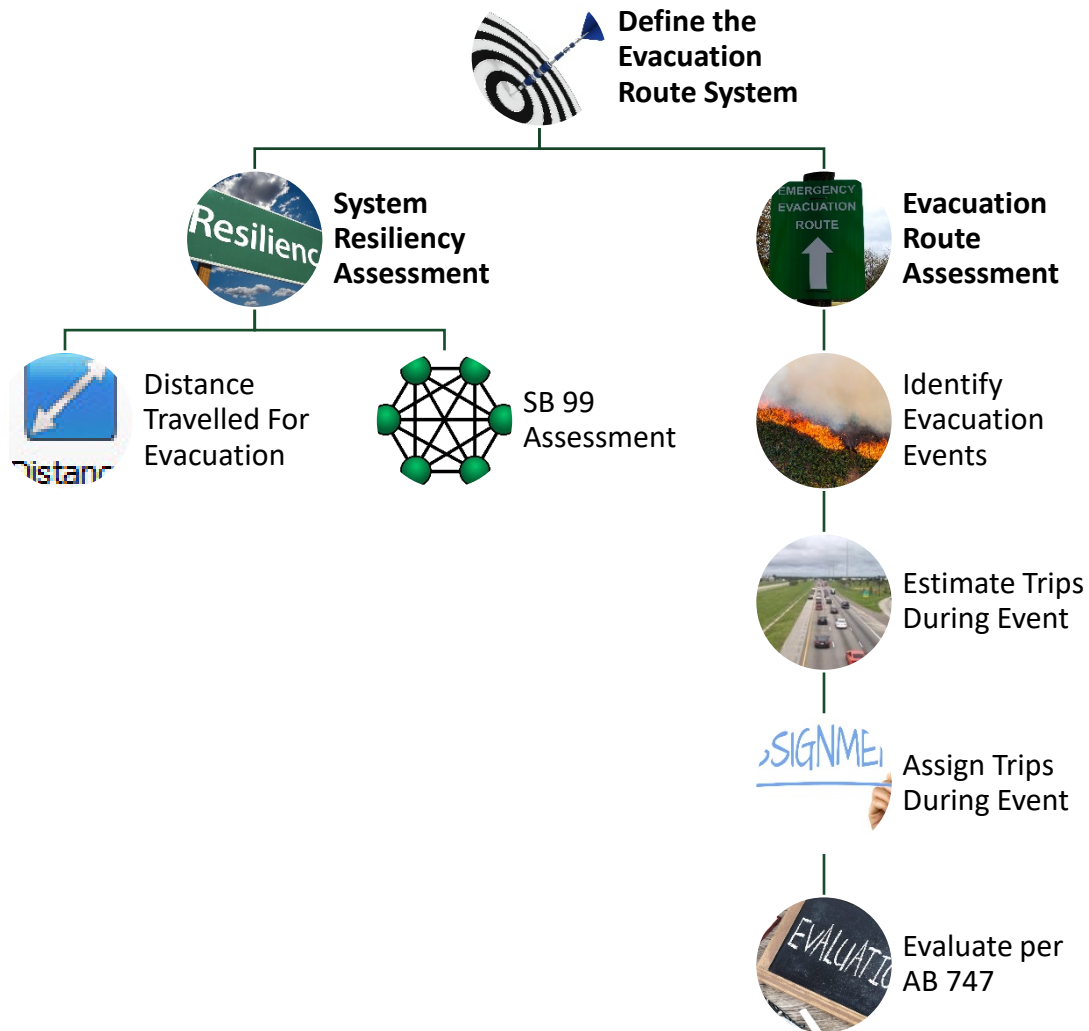 Define the
Evacuation
Route System
Resilienc
System
Resiliency
Assessment
EMERGENCY
EVACUATION
ROUTE
Evacuation
Route
Assessment
Distanc
Distance
Travelled For
Evacuation
SB 99
Assessment
Identify
Evacuation
Events
Estimate Trips
During Event
SIGNME
Assign Trips
During Event
EVALUATIO
Evaluate per
AB 747